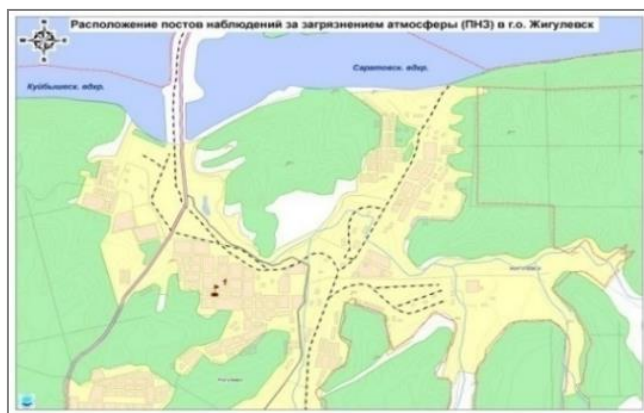 Расположение постов наблюдений за загрязнением атмосферы (ПНЗ) в г.о. Жигулевск
Саратовск. вдхр.
Куйбышевск. вдхр.